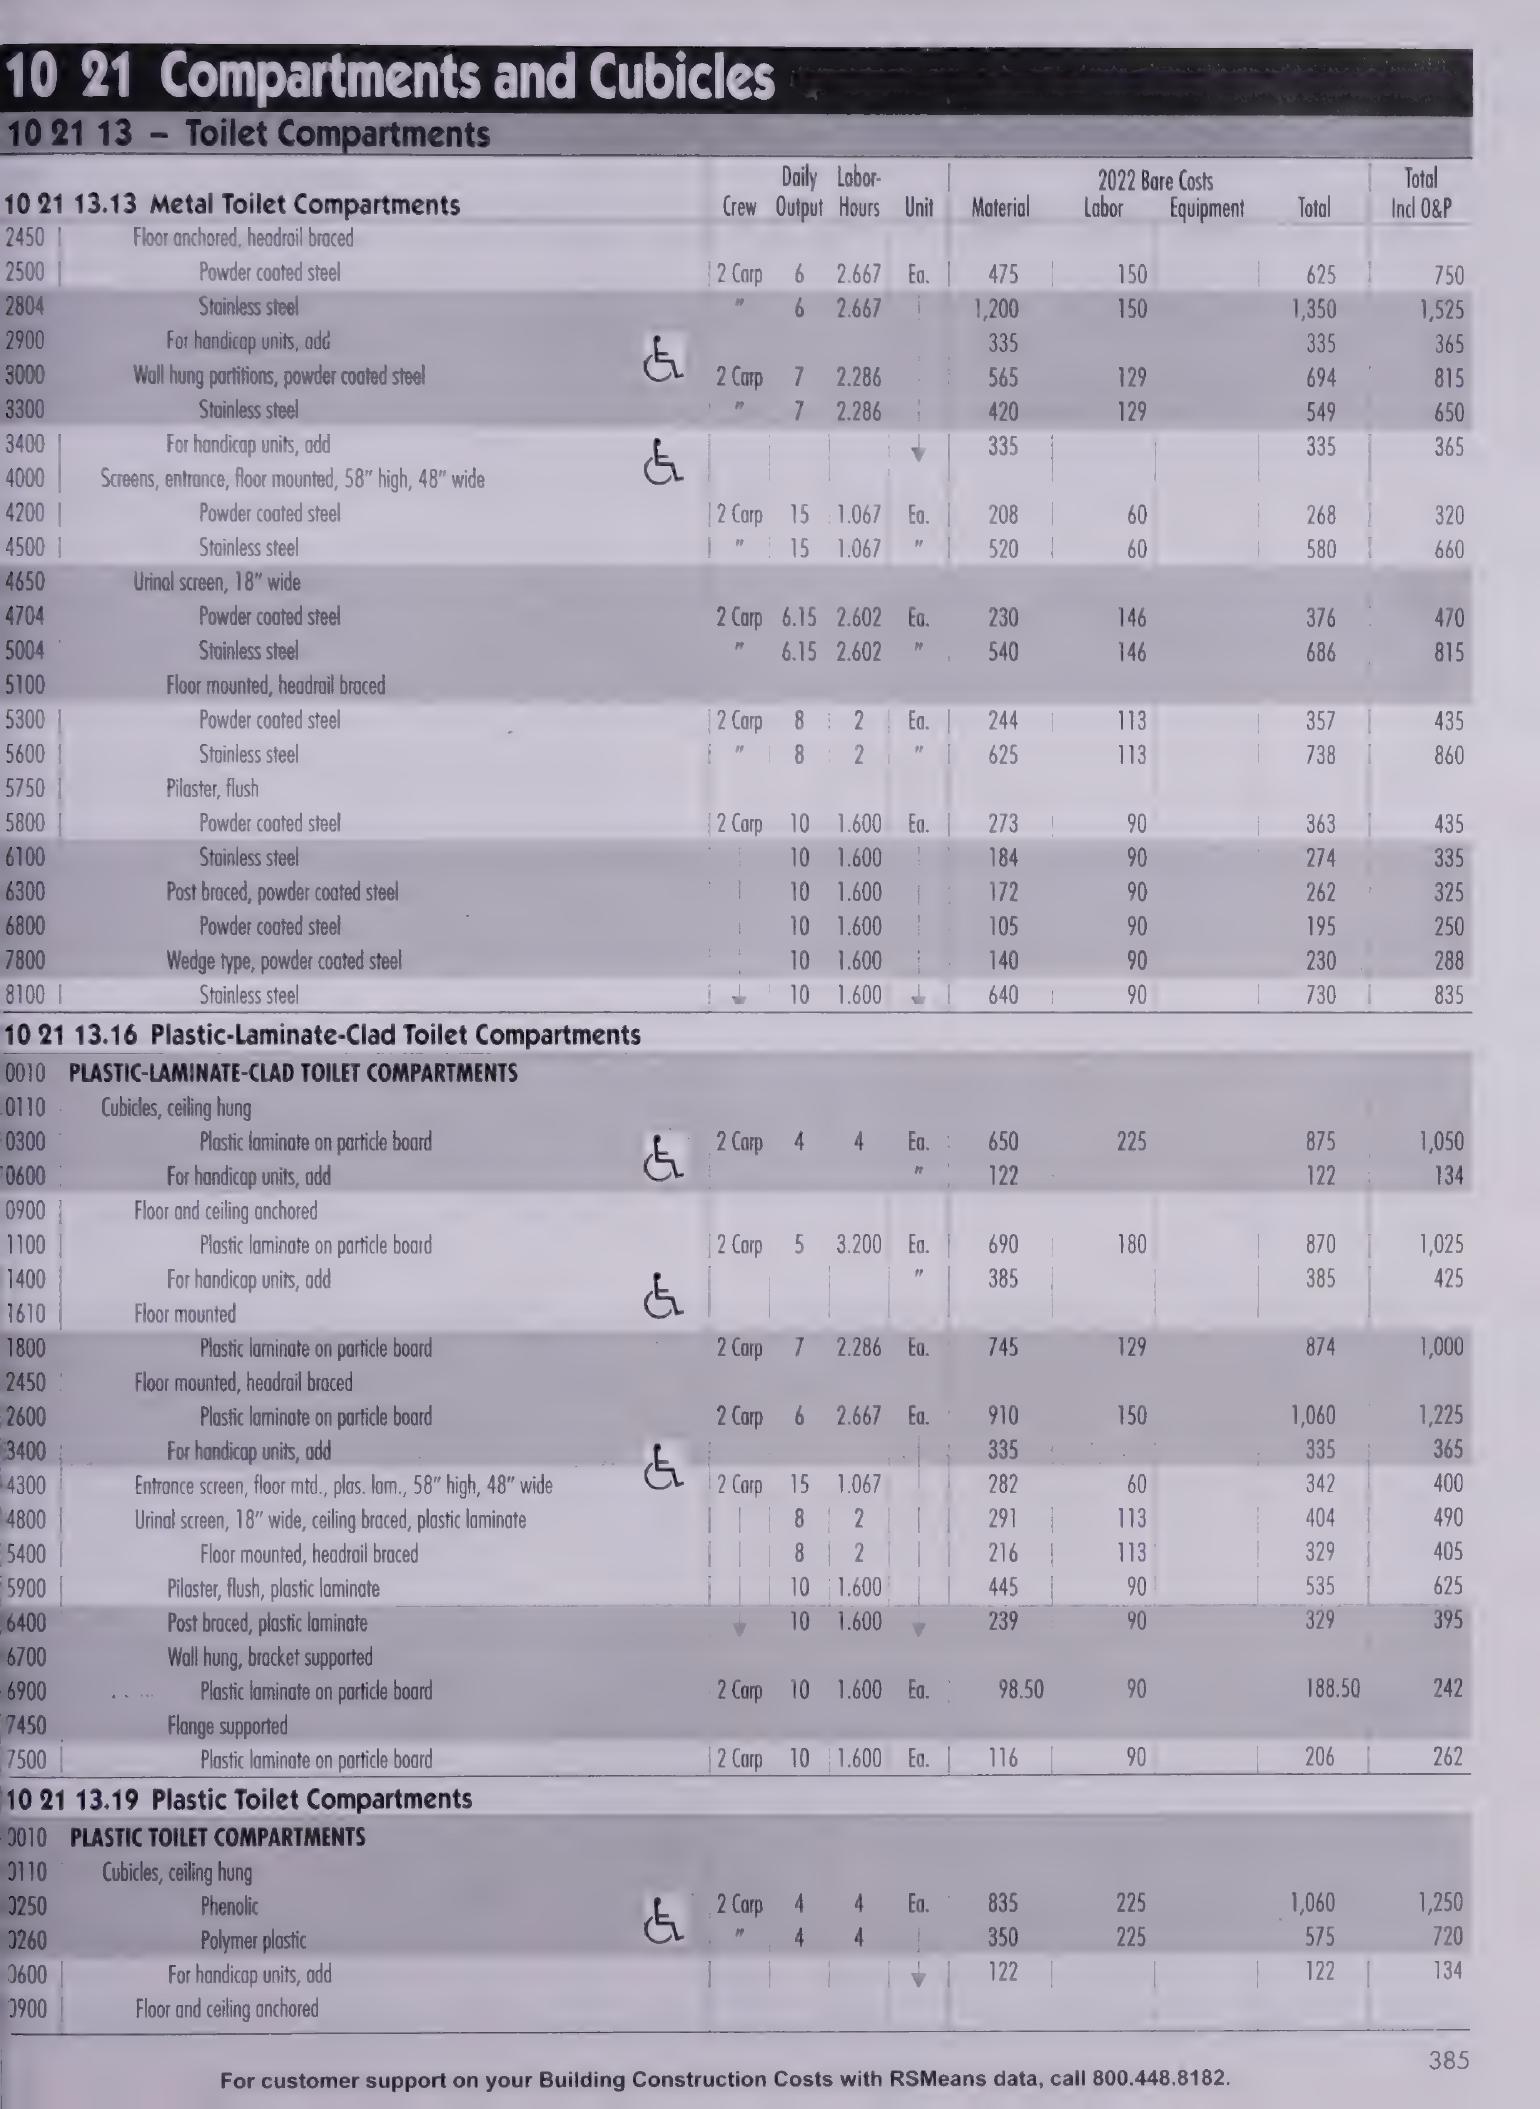 10 21 Compartments and Cubicles
10 21 13 – Toilet Compartments
10 21 13.13 Metal Toilet Compartments Crew Daily Output Labor-Hours Unit Material 2022 Bare Costs Labor Equipment Total Total Incl O&P
2450 Floor anchored, headrail braced
2500 Powder coated steel 2 Carp 6 2.667 Ea. 475 150 625 750
2804 Stainless steel " 6 2.667 1,200 150 1,350 1,525
2900 For handicap units, add 335 335 365
3000 Wall hung partitions, powder coated steel 2 Carp 7 2.286 565 129 694 815
3300 Stainless steel " 7 2.286 420 129 549 650
3400 For handicap units, add 335 335 365
4000 Screens, entrance, floor mounted, 58" high, 48" wide
4200 Powder coated steel 2 Carp 15 1.067 Ea. 208 60 268 320
4500 Stainless steel " 15 1.067 " 520 60 580 660
4650 Urinal screen, 18" wide
4704 Powder coated steel 2 Carp 6.15 2.602 Ea. 230 146 376 470
5004 Stainless steel " 6.15 2.602 " 540 146 686 815
5100 Floor mounted, headrail braced
5300 Powder coated steel 2 Carp 8 2 Ea. 244 113 357 435
5600 Stainless steel " 8 2 " 625 113 738 860
5750 Pilaster, flush
5800 Powder coated steel 2 Carp 10 1.600 Ea. 273 90 363 435
6100 Stainless steel 10 1.600 184 90 274 335
6300 Post braced, powder coated steel 10 1.600 172 90 262 325
6800 Powder coated steel 10 1.600 105 90 195 250
7800 Wedge type, powder coated steel 10 1.600 140 90 230 288
8100 Stainless steel 10 1.600 640 90 730 835
10 21 13.16 Plastic-Laminate-Clad Toilet Compartments
0010 PLASTIC-LAMINATE-CLAD TOILET COMPARTMENTS
0110 Cubicles, ceiling hung
0300 Plastic laminate on particle board 2 Carp 4 4 Ea. 650 225 875 1,050
0600 For handicap units, add " 122 122 134
0900 Floor and ceiling anchored
1100 Plastic laminate on particle board 2 Carp 5 3.200 Ea. 690 180 870 1,025
1400 For handicap units, add " 385 385 425
1610 Floor mounted
1800 Plastic laminate on particle board 2 Carp 7 2.286 Ea. 745 129 874 1,000
2450 Floor mounted, headrail braced
2600 Plastic laminate on particle board 2 Carp 6 2.667 Ea. 910 150 1,060 1,225
3400 For handicap units, add 335 335 365
4300 Entrance screen, floor mtd., plas. lam., 58" high, 48" wide 2 Carp 15 1.067 282 60 342 400
4800 Urinal screen, 18" wide, ceiling braced, plastic laminate 8 2 291 113 404 490
5400 Floor mounted, headrail braced 8 2 216 113 329 405
5900 Pilaster, flush, plastic laminate 10 1.600 445 90 535 625
6400 Post braced, plastic laminate 10 1.600 239 90 329 395
6700 Wall hung, bracket supported
6900 Plastic laminate on particle board 2 Carp 10 1.600 Ea. 98.50 90 188.50 242
7450 Flange supported
7500 Plastic laminate on particle board 2 Carp 10 1.600 Ea. 116 90 206 262
10 21 13.19 Plastic Toilet Compartments
0010 PLASTIC TOILET COMPARTMENTS
0110 Cubicles, ceiling hung
0250 Phenolic 2 Carp 4 4 Ea. 835 225 1,060 1,250
0260 Polymer plastic " 4 4 350 225 575 720
0600 For handicap units, add 122 122 134
0900 Floor and ceiling anchored
385
For customer support on your Building Construction Costs with RSMeans data, call 800.448.8182.